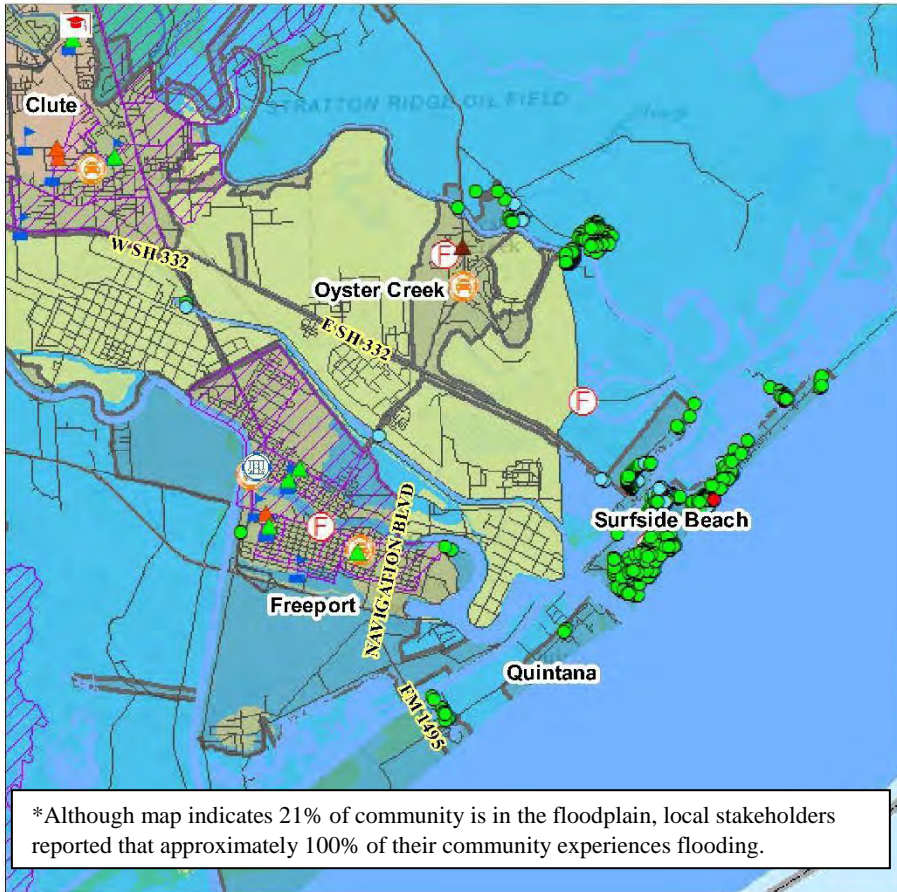 Clute
STRATTON RIDGE OIL FIELD
W SH 332
F
Oyster Creek
E SH 332
F
Surfside Beach
F
NAVIGATION BLVD
Freeport
Quintana
FM 1495
*Although map indicates 21% of community is in the floodplain, local stakeholders
reported that approximately 100% of their community experiences flooding.